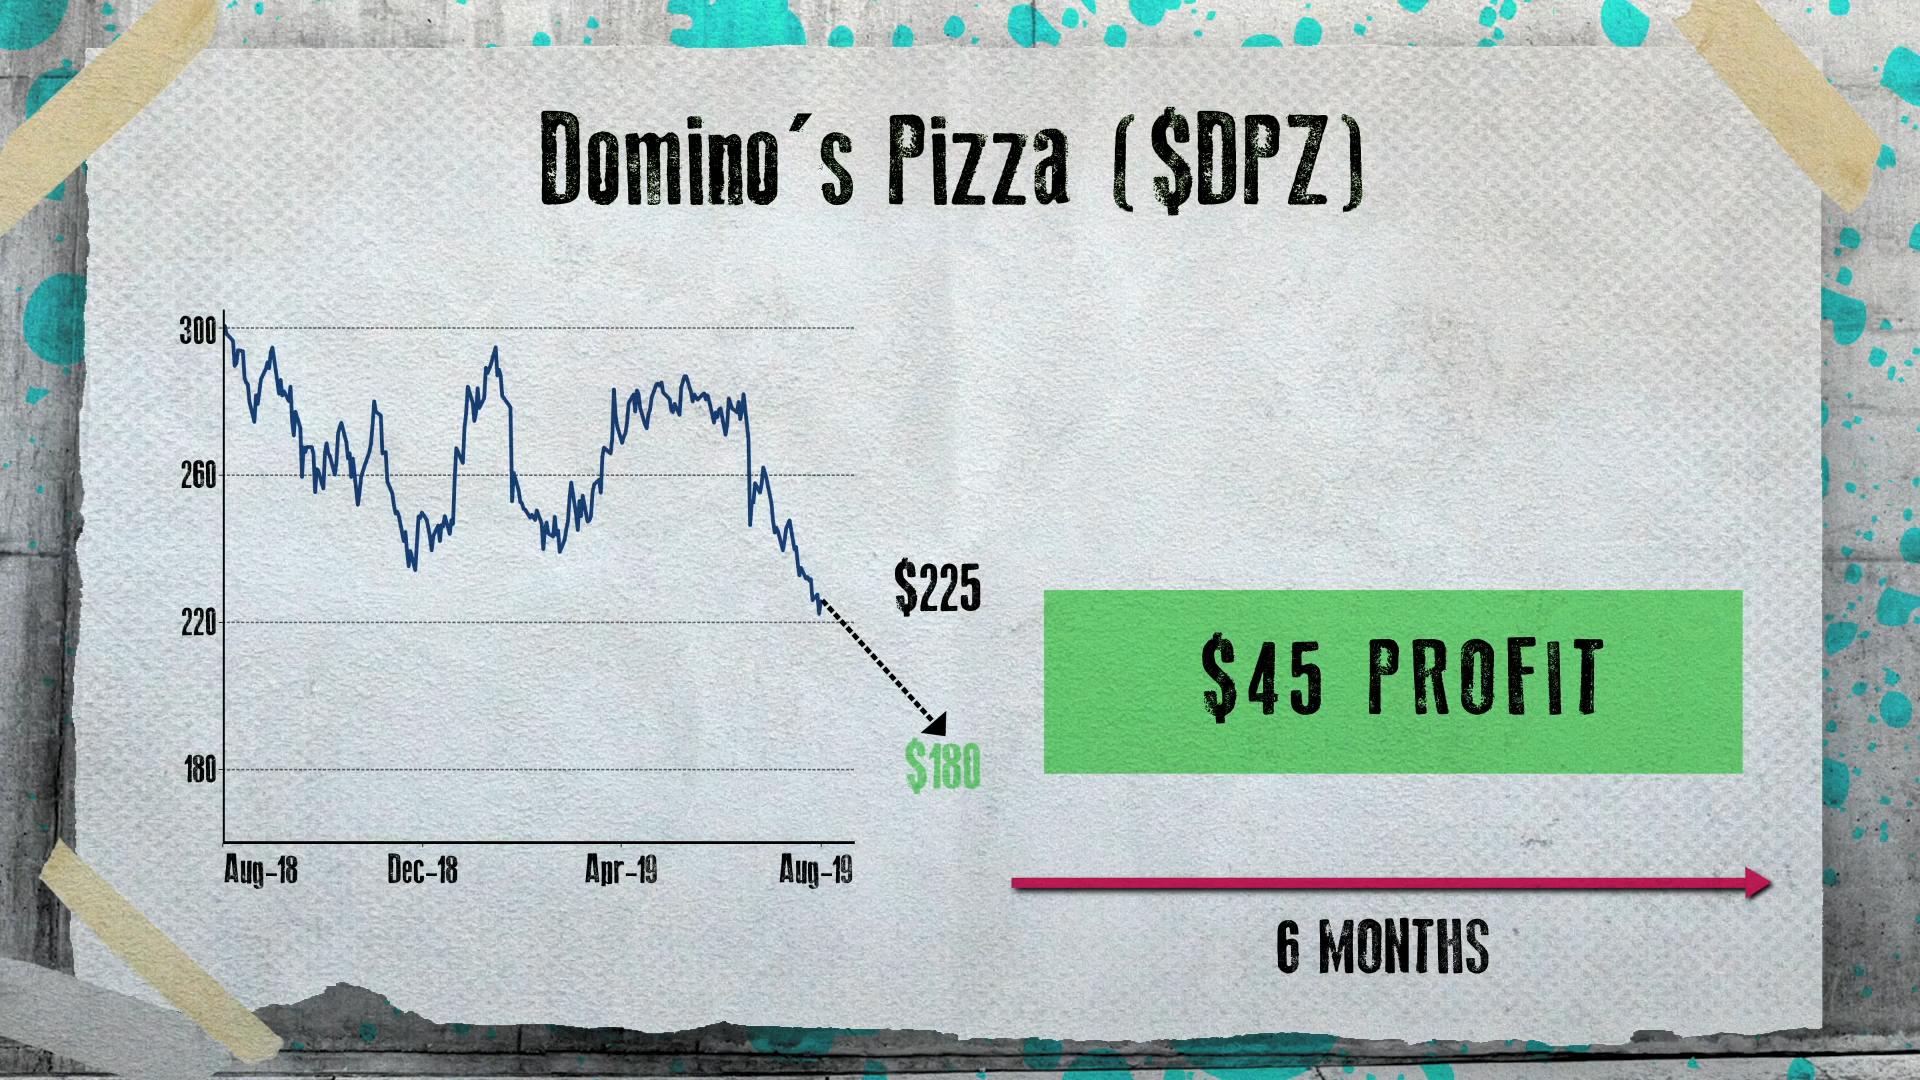 Domino´s Pizza ($DPZ)
300
260
220
180
Aug-18 Dec-18 Apr-19 Aug-19
$225
$180
$45 PROFIT
6 MONTHS